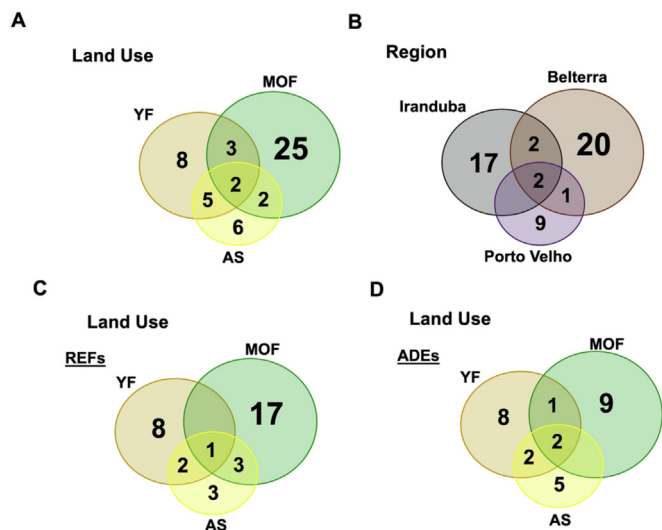 A
Land Use
YF
MOF
8
3
25
2
5
2
6
AS
B
Region
Belterra
Iranduba
2
17
20
2
1
9
Porto Velho
C
Land Use
REFs
YF
MOF
8
17
1
2
3
3
AS
D
Land Use
ADEs
YF
MOF
8
1
9
2
2
5
AS